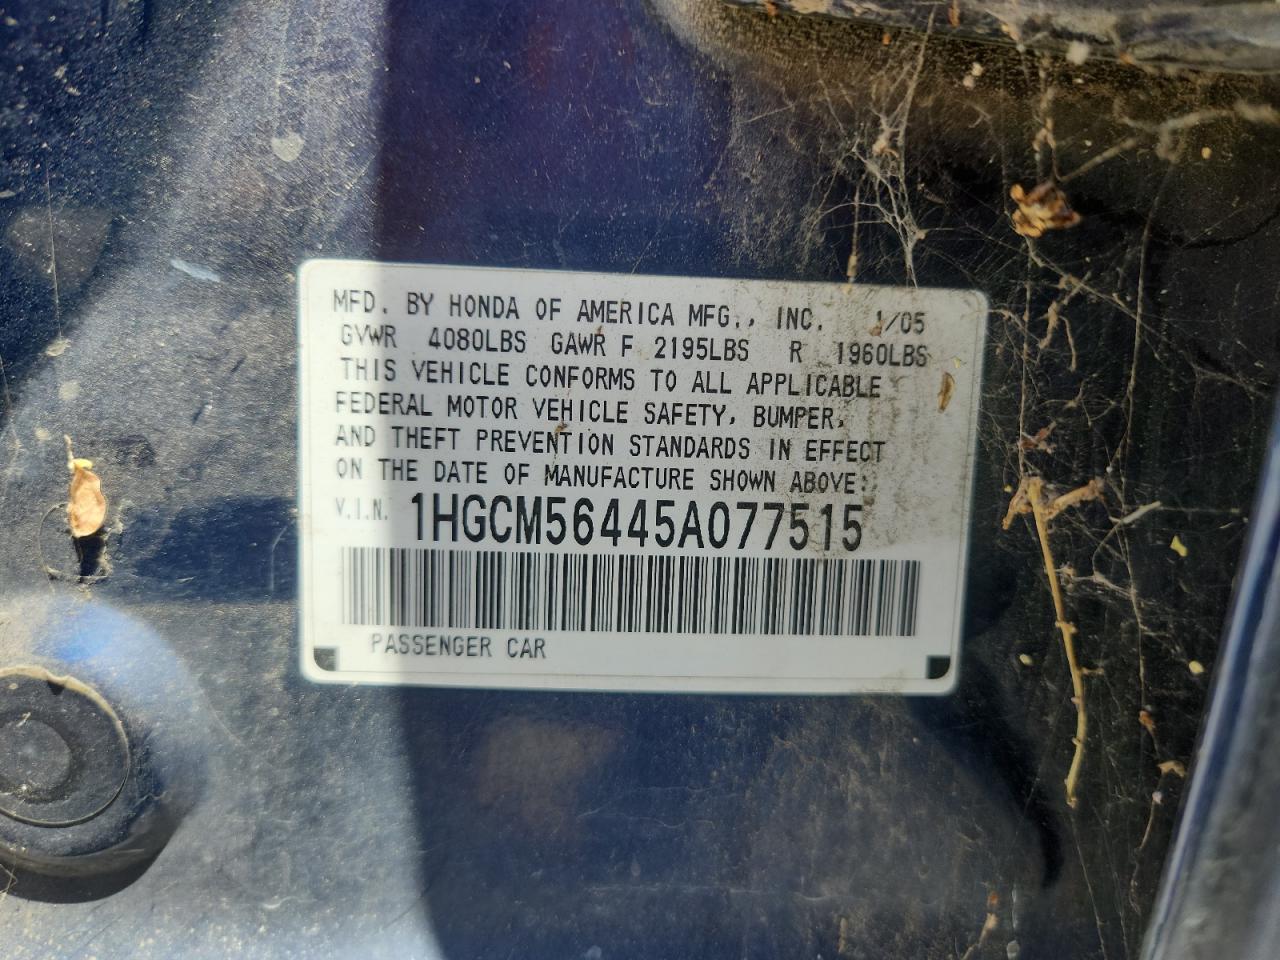 MFD. BY HONDA OF AMERICA MFG., INC. 1/05
GVWR 4080LBS GAWR F 2195LBS R 1960LBS
THIS VEHICLE CONFORMS TO ALL APPLICABLE
FEDERAL MOTOR VEHICLE SAFETY, BUMPER,
AND THEFT PREVENTION STANDARDS IN EFFECT
ON THE DATE OF MANUFACTURE SHOWN ABOVE:
V.I.N. 1HGCM56445A077515
PASSENGER CAR